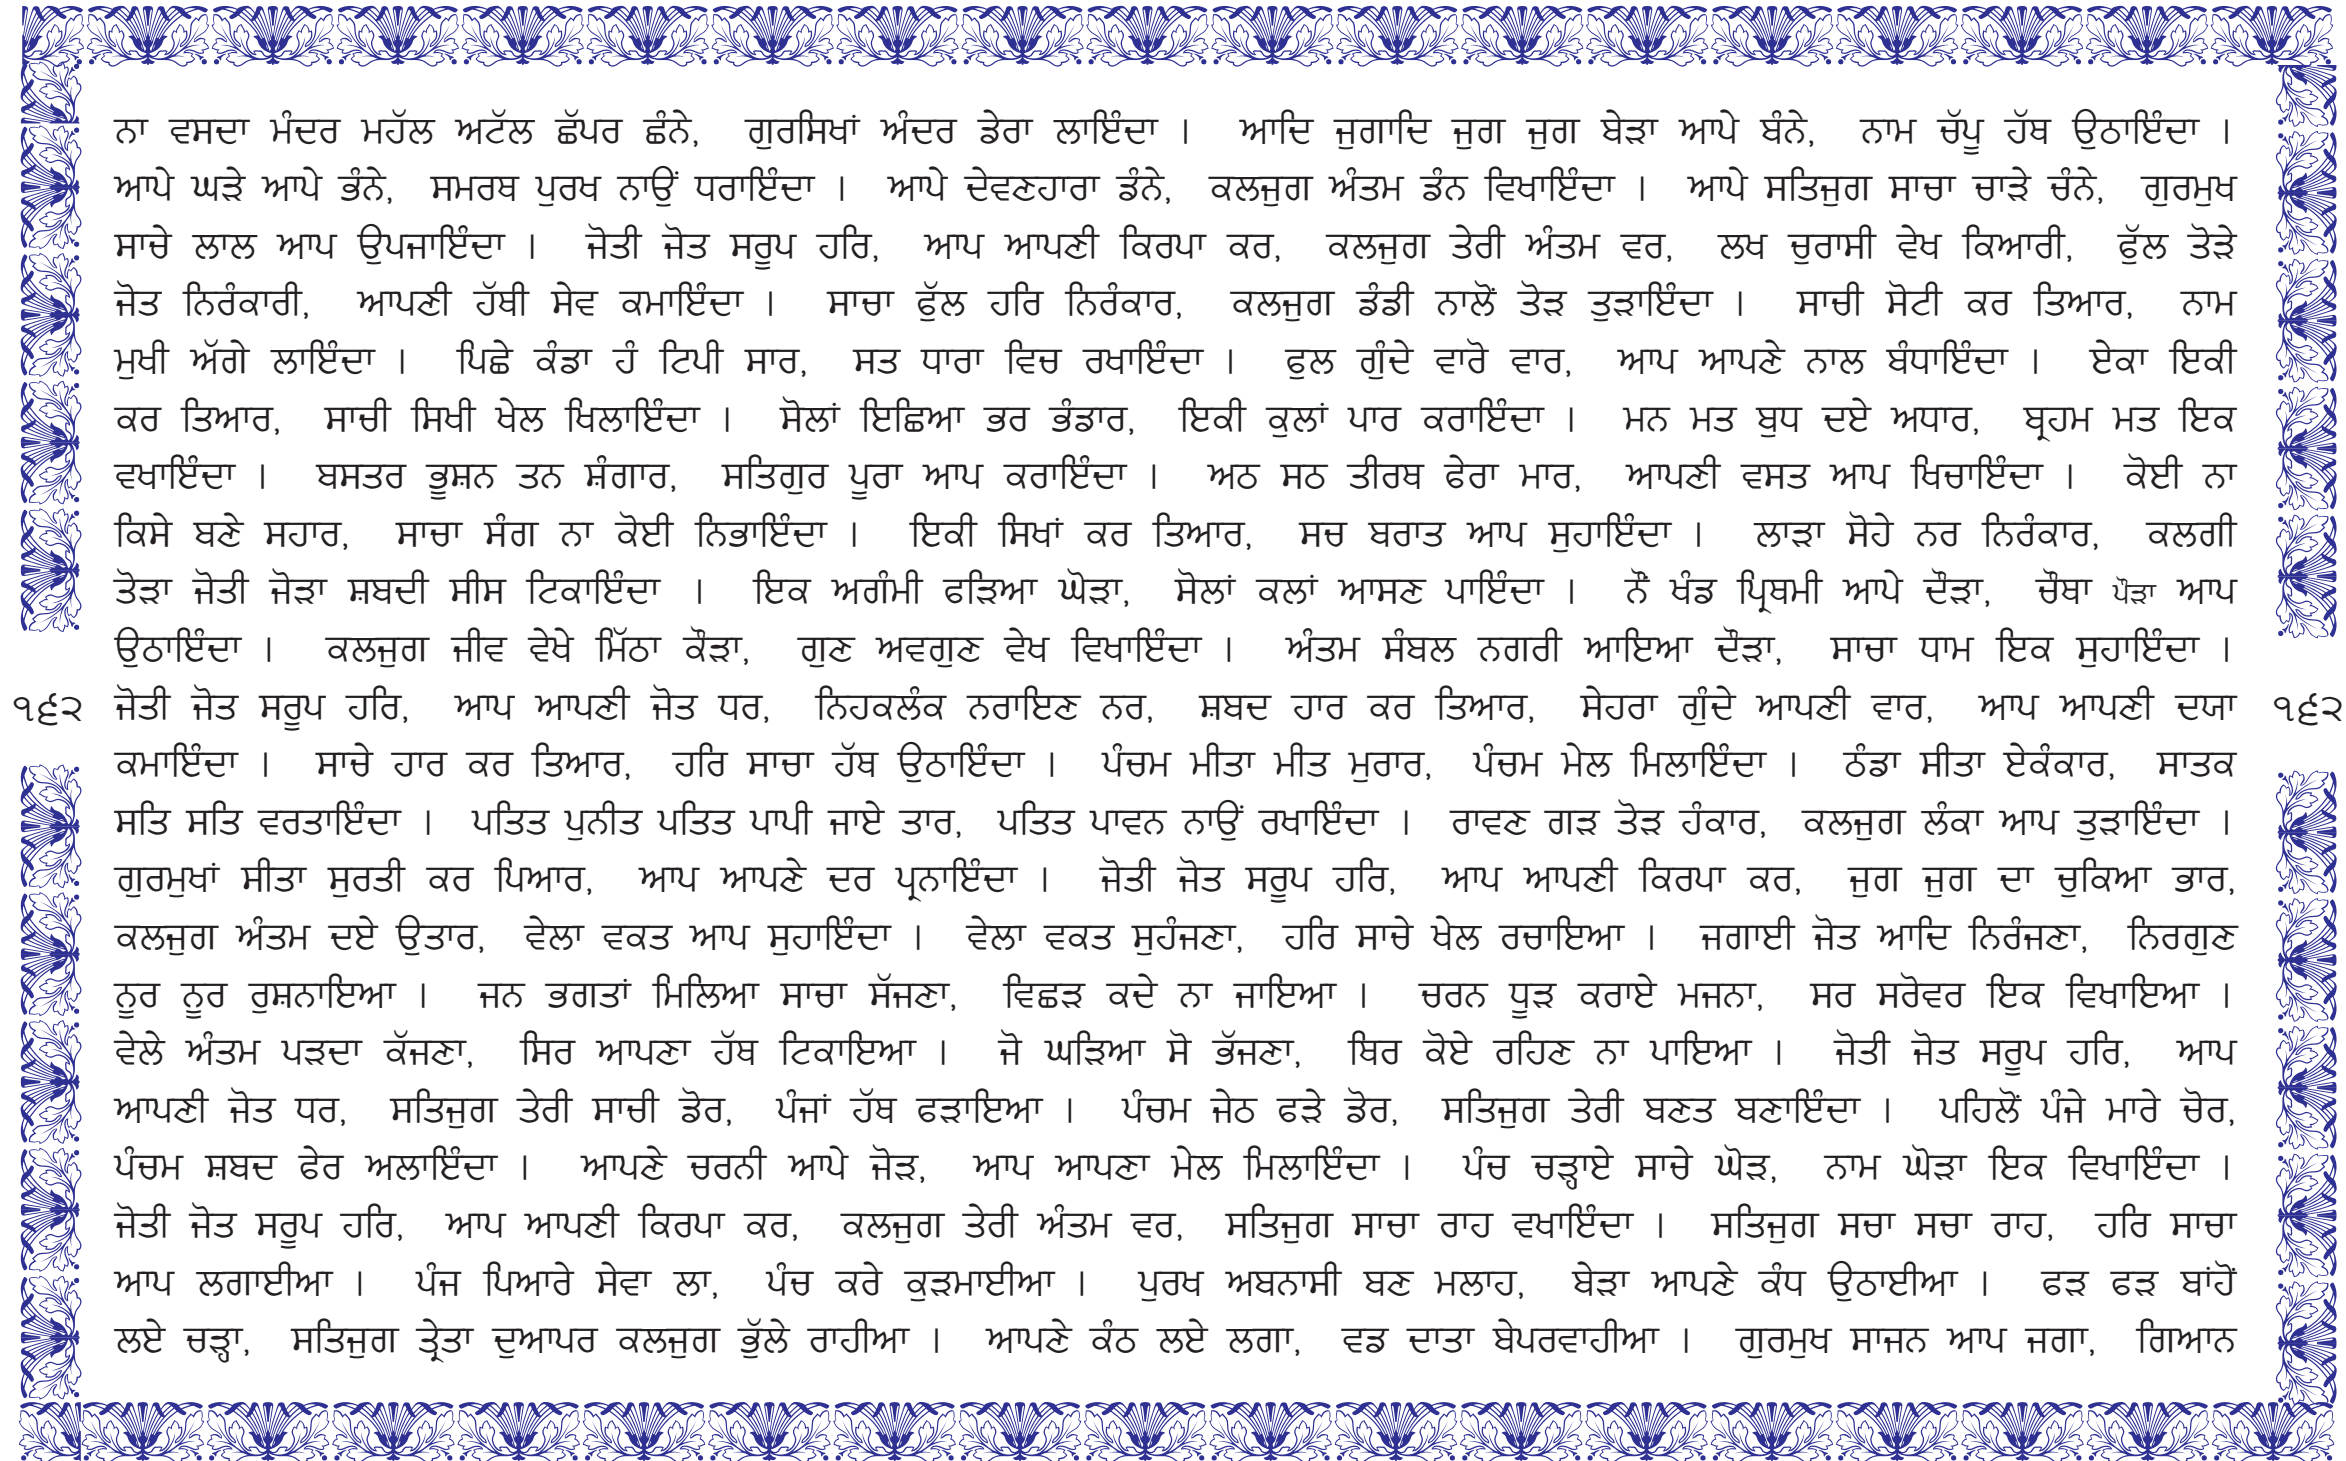 ਨਾ ਵਸਦਾ ਮੰਦਰ ਮਹੱਲ ਅਟੱਲ ਛੱਪਰ ਛੰਨੇ, ਗੁਰਸਿਖਾਂ ਅੰਦਰ ਡੇਰਾ ਲਾਇੰਦਾ । ਆਦਿ ਜੁਗਾਦਿ ਜੁਗ ਜੁਗ ਬੇੜਾ ਆਪੇ ਬੰਨੇ, ਨਾਮ ਚੱਪੂ ਹੱਥ ਉਠਾਇੰਦਾ ।
ਆਪੇ ਘੜੇ ਆਪੇ ਭੰਨੇ, ਸਮਰਥ ਪੁਰਖ ਨਾਉਂ ਧਰਾਇੰਦਾ । ਆਪੇ ਦੇਵਣਹਾਰਾ ਡੰਨੇ, ਕਲਜੁਗ ਅੰਤਮ ਡੰਨ ਵਿਖਾਇੰਦਾ । ਆਪੇ ਸਤਿਜੁਗ ਸਾਚਾ ਚਾੜੇ ਚੰਨੇ, ਗੁਰਮੁਖ
ਸਾਚੇ ਲਾਲ ਆਪ ਉਪਜਾਇੰਦਾ । ਜੋਤੀ ਜੋਤ ਸਰੂਪ ਹਰਿ, ਆਪ ਆਪਣੀ ਕਿਰਪਾ ਕਰ, ਕਲਜੁਗ ਤੇਰੀ ਅੰਤਮ ਵਰ, ਲਖ ਚੁਰਾਸੀ ਵੇਖ ਕਿਆਰੀ, ਫੁੱਲ ਤੋੜੇ
ਜੋਤ ਨਿਰੰਕਾਰੀ, ਆਪਣੀ ਹੱਥੀ ਸੇਵ ਕਮਾਇੰਦਾ । ਸਾਚਾ ਫੁੱਲ ਹਰਿ ਨਿਰੰਕਾਰ, ਕਲਜੁਗ ਡੰਡੀ ਨਾਲੋਂ ਤੋੜ ਤੁੜਾਇੰਦਾ । ਸਾਚੀ ਸੋਟੀ ਕਰ ਤਿਆਰ, ਨਾਮ
ਮੁਖੀ ਅੱਗੇ ਲਾਇੰਦਾ । ਪਿਛੇ ਕੰਡਾ ਹੰ ਟਿਪੀ ਸਾਰ, ਸਤ ਧਾਰਾ ਵਿਚ ਰਖਾਇੰਦਾ । ਫੁਲ ਗੁੰਦੇ ਵਾਰੋ ਵਾਰ, ਆਪ ਆਪਣੇ ਨਾਲ ਬੰਧਾਇੰਦਾ । ਏਕਾ ਇਕੀ
ਕਰ ਤਿਆਰ, ਸਾਚੀ ਸਿਖੀ ਖੇਲ ਖਿਲਾਇੰਦਾ । ਸੋਲਾਂ ਇਛਿਆ ਭਰ ਭੰਡਾਰ, ਇਕੀ ਕੁਲਾਂ ਪਾਰ ਕਰਾਇੰਦਾ । ਮਨ ਮਤ ਬੁਧ ਦਏ ਅਧਾਰ, ਬ੍ਰਹਮ ਮਤ ਇਕ
ਵਖਾਇੰਦਾ । ਬਸਤਰ ਭੂਸ਼ਨ ਤਨ ਸ਼ੰਗਾਰ, ਸਤਿਗੁਰ ਪੂਰਾ ਆਪ ਕਰਾਇੰਦਾ । ਅਠ ਸਠ ਤੀਰਥ ਫੇਰਾ ਮਾਰ, ਆਪਣੀ ਵਸਤ ਆਪ ਖਿਚਾਇੰਦਾ । ਕੋਈ ਨਾ
ਕਿਸੇ ਬਣੇ ਸਹਾਰ, ਸਾਚਾ ਸੰਗ ਨਾ ਕੋਈ ਨਿਭਾਇੰਦਾ । ਇਕੀ ਸਿਖਾਂ ਕਰ ਤਿਆਰ, ਸਚ ਬਰਾਤ ਆਪ ਸੁਹਾਇੰਦਾ । ਲਾੜਾ ਸੋਹੇ ਨਰ ਨਿਰੰਕਾਰ, ਕਲਗੀ
ਤੋੜਾ ਜੋਤੀ ਜੋੜਾ ਸ਼ਬਦੀ ਸੀਸ ਟਿਕਾਇੰਦਾ । ਇਕ ਅਗੰਮੀ ਫੜਿਆ ਘੋੜਾ, ਸੋਲਾਂ ਕਲਾਂ ਆਸਣ ਪਾਇੰਦਾ । ਨੌਂ ਖੰਡ ਪ੍ਰਿਥਮੀ ਆਪੇ ਦੌੜਾ, ਚੌਥਾ ਪੌੜਾ ਆਪ
ਉਠਾਇੰਦਾ । ਕਲਜੁਗ ਜੀਵ ਵੇਖੇ ਮਿੱਠਾ ਕੌੜਾ, ਗੁਣ ਅਵਗੁਣ ਵੇਖ ਵਿਖਾਇੰਦਾ । ਅੰਤਮ ਸੰਬਲ ਨਗਰੀ ਆਇਆ ਦੌੜਾ, ਸਾਚਾ ਧਾਮ ਇਕ ਸੁਹਾਇੰਦਾ ।
੧੬੨ ਜੋਤੀ ਜੋਤ ਸਰੂਪ ਹਰਿ, ਆਪ ਆਪਣੀ ਜੋਤ ਧਰ, ਨਿਹਕਲੰਕ ਨਰਾਇਣ ਨਰ, ਸ਼ਬਦ ਹਾਰ ਕਰ ਤਿਆਰ, ਸੇਹਰਾ ਗੁੰਦੇ ਆਪਣੀ ਵਾਰ, ਆਪ ਆਪਣੀ ਦਯਾ ੧੬੨
ਕਮਾਇੰਦਾ । ਸਾਚੇ ਹਾਰ ਕਰ ਤਿਆਰ, ਹਰਿ ਸਾਚਾ ਹੱਥ ਉਠਾਇੰਦਾ । ਪੰਚਮ ਮੀਤਾ ਮੀਤ ਮੁਰਾਰ, ਪੰਚਮ ਮੇਲ ਮਿਲਾਇੰਦਾ । ਠੰਡਾ ਸੀਤਾ ਏਕੰਕਾਰ, ਸਾਤਕ
ਸਤਿ ਸਤਿ ਵਰਤਾਇੰਦਾ । ਪਤਿਤ ਪੁਨੀਤ ਪਤਿਤ ਪਾਪੀ ਜਾਏ ਤਾਰ, ਪਤਿਤ ਪਾਵਨ ਨਾਉਂ ਰਖਾਇੰਦਾ । ਰਾਵਣ ਗੜ ਤੋੜ ਹੰਕਾਰ, ਕਲਜੁਗ ਲੰਕਾ ਆਪ ਤੁੜਾਇੰਦਾ ।
ਗੁਰਮੁਖਾਂ ਸੀਤਾ ਸੁਰਤੀ ਕਰ ਪਿਆਰ, ਆਪ ਆਪਣੇ ਦਰ ਪ੍ਰਨਾਇੰਦਾ । ਜੋਤੀ ਜੋਤ ਸਰੂਪ ਹਰਿ, ਆਪ ਆਪਣੀ ਕਿਰਪਾ ਕਰ, ਜੁਗ ਜੁਗ ਦਾ ਚੁਕਿਆ ਭਾਰ,
ਕਲਜੁਗ ਅੰਤਮ ਦਏ ਉਤਾਰ, ਵੇਲਾ ਵਕਤ ਆਪ ਸੁਹਾਇੰਦਾ । ਵੇਲਾ ਵਕਤ ਸੁਹੰਜਣਾ, ਹਰਿ ਸਾਚੇ ਖੇਲ ਰਚਾਇਆ । ਜਗਾਈ ਜੋਤ ਆਦਿ ਨਿਰੰਜਣਾ, ਨਿਰਗੁਣ
ਨੂਰ ਨੂਰ ਰੁਸ਼ਨਾਇਆ । ਜਨ ਭਗਤਾਂ ਮਿਲਿਆ ਸਾਚਾ ਸੱਜਣਾ, ਵਿਛੜ ਕਦੇ ਨਾ ਜਾਇਆ । ਚਰਨ ਧੂੜ ਕਰਾਏ ਮਜਨਾ, ਸਰ ਸਰੋਵਰ ਇਕ ਵਿਖਾਇਆ ।
ਵੇਲੇ ਅੰਤਮ ਪੜਦਾ ਕੱਜਣਾ, ਸਿਰ ਆਪਣਾ ਹੱਥ ਟਿਕਾਇਆ । ਜੋ ਘੜਿਆ ਸੋ ਭੱਜਣਾ, ਥਿਰ ਕੋਏ ਰਹਿਣ ਨਾ ਪਾਇਆ । ਜੋਤੀ ਜੋਤ ਸਰੂਪ ਹਰਿ, ਆਪ
ਆਪਣੀ ਜੋਤ ਧਰ, ਸਤਿਜੁਗ ਤੇਰੀ ਸਾਚੀ ਡੋਰ, ਪੰਜਾਂ ਹੱਥ ਫੜਾਇਆ । ਪੰਚਮ ਜੇਠ ਫੜੇ ਡੋਰ, ਸਤਿਜੁਗ ਤੇਰੀ ਬਣਤ ਬਣਾਇੰਦਾ । ਪਹਿਲੋਂ ਪੰਜੇ ਮਾਰੇ ਚੋਰ,
ਪੰਚਮ ਸ਼ਬਦ ਫੇਰ ਅਲਾਇੰਦਾ । ਆਪਣੇ ਚਰਨੀ ਆਪੇ ਜੋੜ, ਆਪ ਆਪਣਾ ਮੇਲ ਮਿਲਾਇੰਦਾ । ਪੰਚ ਚੜ੍ਹਾਏ ਸਾਚੇ ਘੋੜ, ਨਾਮ ਘੋੜਾ ਇਕ ਵਿਖਾਇੰਦਾ ।
ਜੋਤੀ ਜੋਤ ਸਰੂਪ ਹਰਿ, ਆਪ ਆਪਣੀ ਕਿਰਪਾ ਕਰ, ਕਲਜੁਗ ਤੇਰੀ ਅੰਤਮ ਵਰ, ਸਤਿਜੁਗ ਸਾਚਾ ਰਾਹ ਵਖਾਇੰਦਾ । ਸਤਿਜੁਗ ਸਚਾ ਸਚਾ ਰਾਹ, ਹਰਿ ਸਾਚਾ
ਆਪ ਲਗਾਈਆ । ਪੰਜ ਪਿਆਰੇ ਸੇਵਾ ਲਾ, ਪੰਚ ਕਰੇ ਕੁੜਮਾਈਆ । ਪੁਰਖ ਅਬਨਾਸੀ ਬਣ ਮਲਾਹ, ਬੇੜਾ ਆਪਣੇ ਕੰਧ ਉਠਾਈਆ । ਫੜ ਫੜ ਬਾਂਹੋਂ
ਲਏ ਚੜ੍ਹਾ, ਸਤਿਜੁਗ ਤ੍ਰੇਤਾ ਦੁਆਪਰ ਕਲਜੁਗ ਭੁੱਲੇ ਰਾਹੀਆ । ਆਪਣੇ ਕੰਠ ਲਏ ਲਗਾ, ਵਡ ਦਾਤਾ ਬੇਪਰਵਾਹੀਆ । ਗੁਰਮੁਖ ਸਾਜਨ ਆਪ ਜਗਾ, ਗਿਆਨ